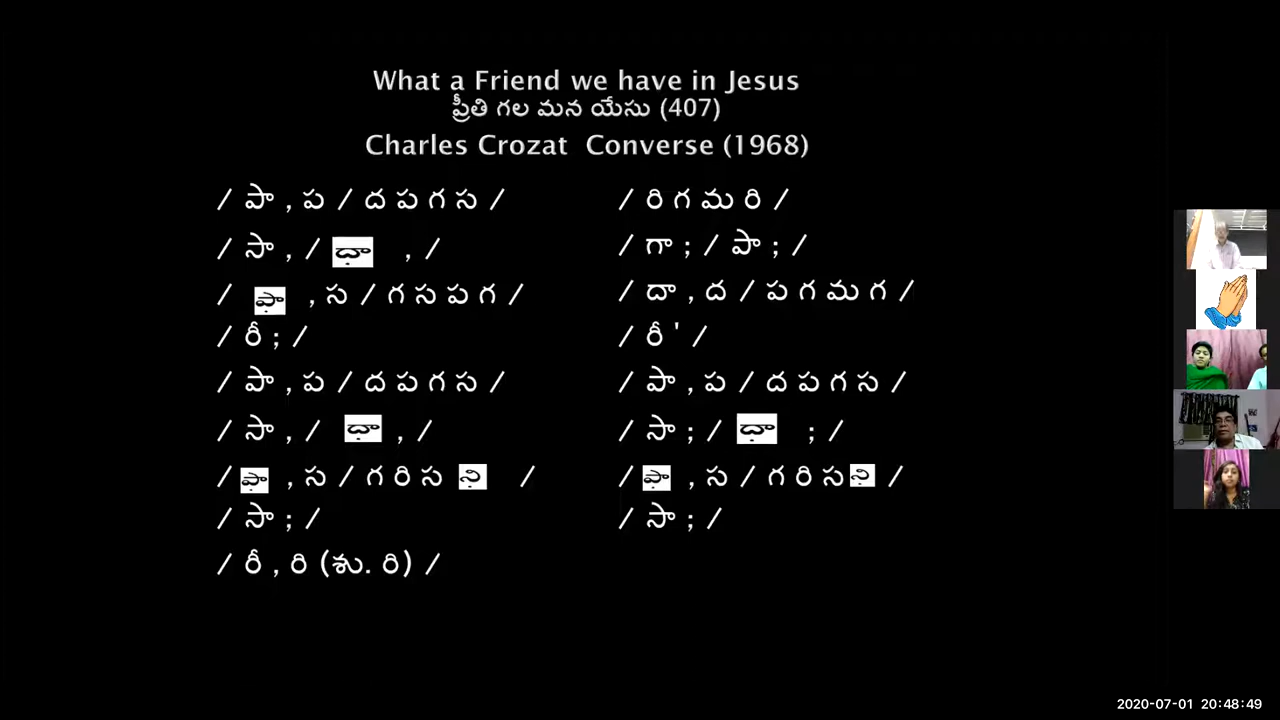 What a Friend we have in Jesus
ప్రీతి గల మన యేసు (407)
Charles Crozat Converse (1968)
/ పా , ప / ద ప గ స /
/ సా , / దా , /
/ పా , స / గ స ప గ /
/ రీ ; /
/ పా , ప / ద ప గ స /
/ సా , / దా , /
/ పా , స / గ రి స ని /
/ సా ; /
/ రీ , రి (శు. రి) /
/ రి గ మ రి /
/ గా ; / పా ; /
/ దా , ద / ప గ మ గ /
/ రీ ' /
/ పా , ప / ద ప గ స /
/ సా ; / దా ; /
/ పా , స / గ రి స ని /
/ సా ; /
2020-07-01 20:48:49